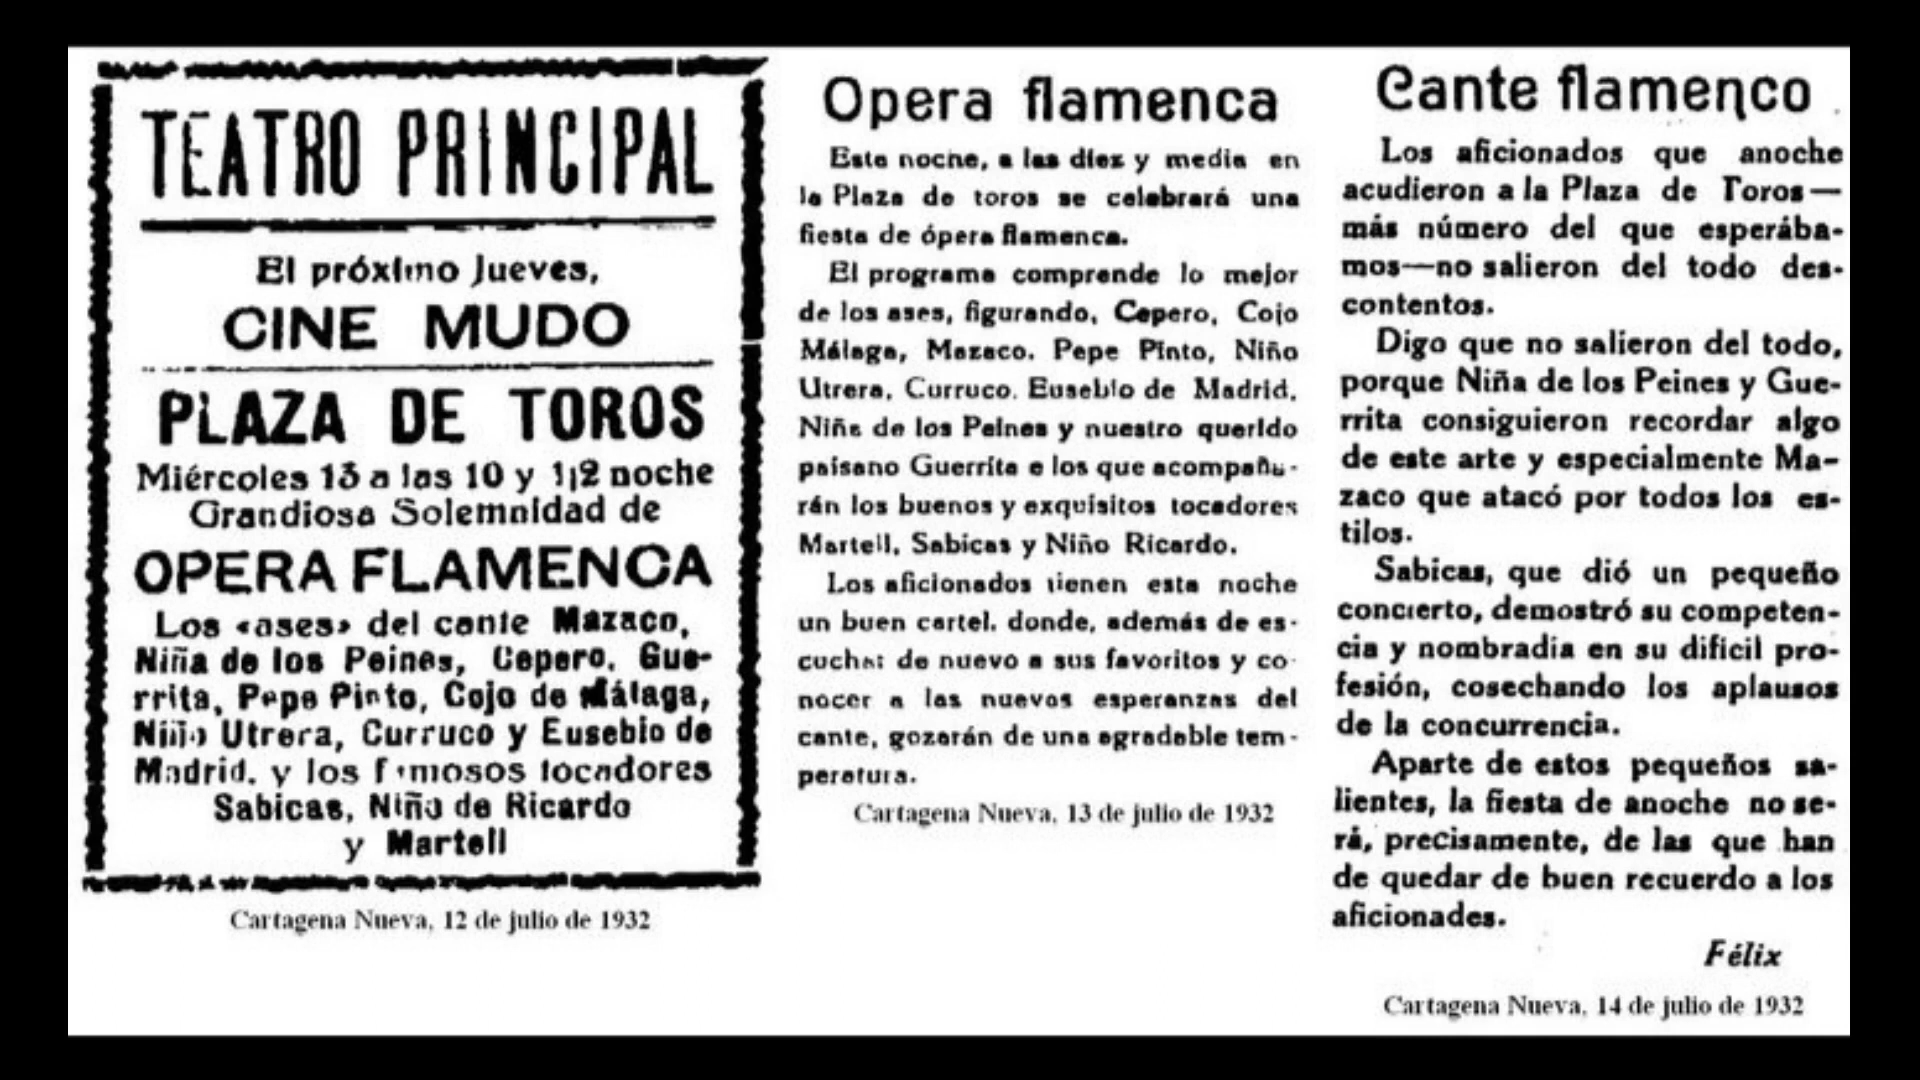 TEATRO PRINCIPAL
El próximo Jueves,
CINE MUDO
PLAZA DE TOROS
Miércoles 13 a las 10 y 1|2 noche
Grandiosa Solemnidad de
OPERA FLAMENCA
Los «ases» del cante Mazaco,
Niña de los Peines, Cepero, Gue-
rrita, Pepe Pinto, Cojo de Málaga,
Niño Utrera, Curruco y Eusebio de
Madrid. y los famosos tocadores
Sabicas, Niño de Ricardo
y Martell
Cartagena Nueva, 12 de julio de 1932
Opera flamenca
Esta noche, a las diez y media en
la Plaza de toros se celebrará una
fiesta de ópera flamenca.
El programa comprende lo mejor
de los ases, figurando, Cepero, Cojo
Málaga, Mazaco. Pepe Pinto, Niño
Utrera, Curruco. Eusebio de Madrid,
Niña de los Peines y nuestro querido
paisano Guerrita a los que acompaña-
rán los buenos y exquisitos tocadores
Martell, Sabicas y Niño Ricardo.
Los aficionados tienen esta noche
un buen cartel. donde, además de es-
cuchar de nuevo a sus favoritos y co-
nocer a las nuevas esperanzas del
cante, gozarán de una agradable tem-
peratura.
Cartagena Nueva, 13 de julio de 1932
Cante flamenco
Los aficionados que anoche
acudieron a la Plaza de Toros—
más número del que esperába-
mos—no salieron del todo des-
contentos.
Digo que no salieron del todo,
porque Niña de los Peines y Gue-
rrita consiguieron recordar algo
de este arte y especialmente Ma-
zaco que atacó por todos los es-
tilos.
Sabicas, que dió un pequeño
concierto, demostró su competen-
cia y nombradia en su dificil pro-
fesión, cosechando los aplausos
de la concurrencia.
Aparte de estos pequeños sa-
lientes, la fiesta de anoche no se-
rá, precisamente, de las que han
de quedar de buen recuerdo a los
aficionades.
Félix
Cartagena Nueva, 14 de julio de 1932